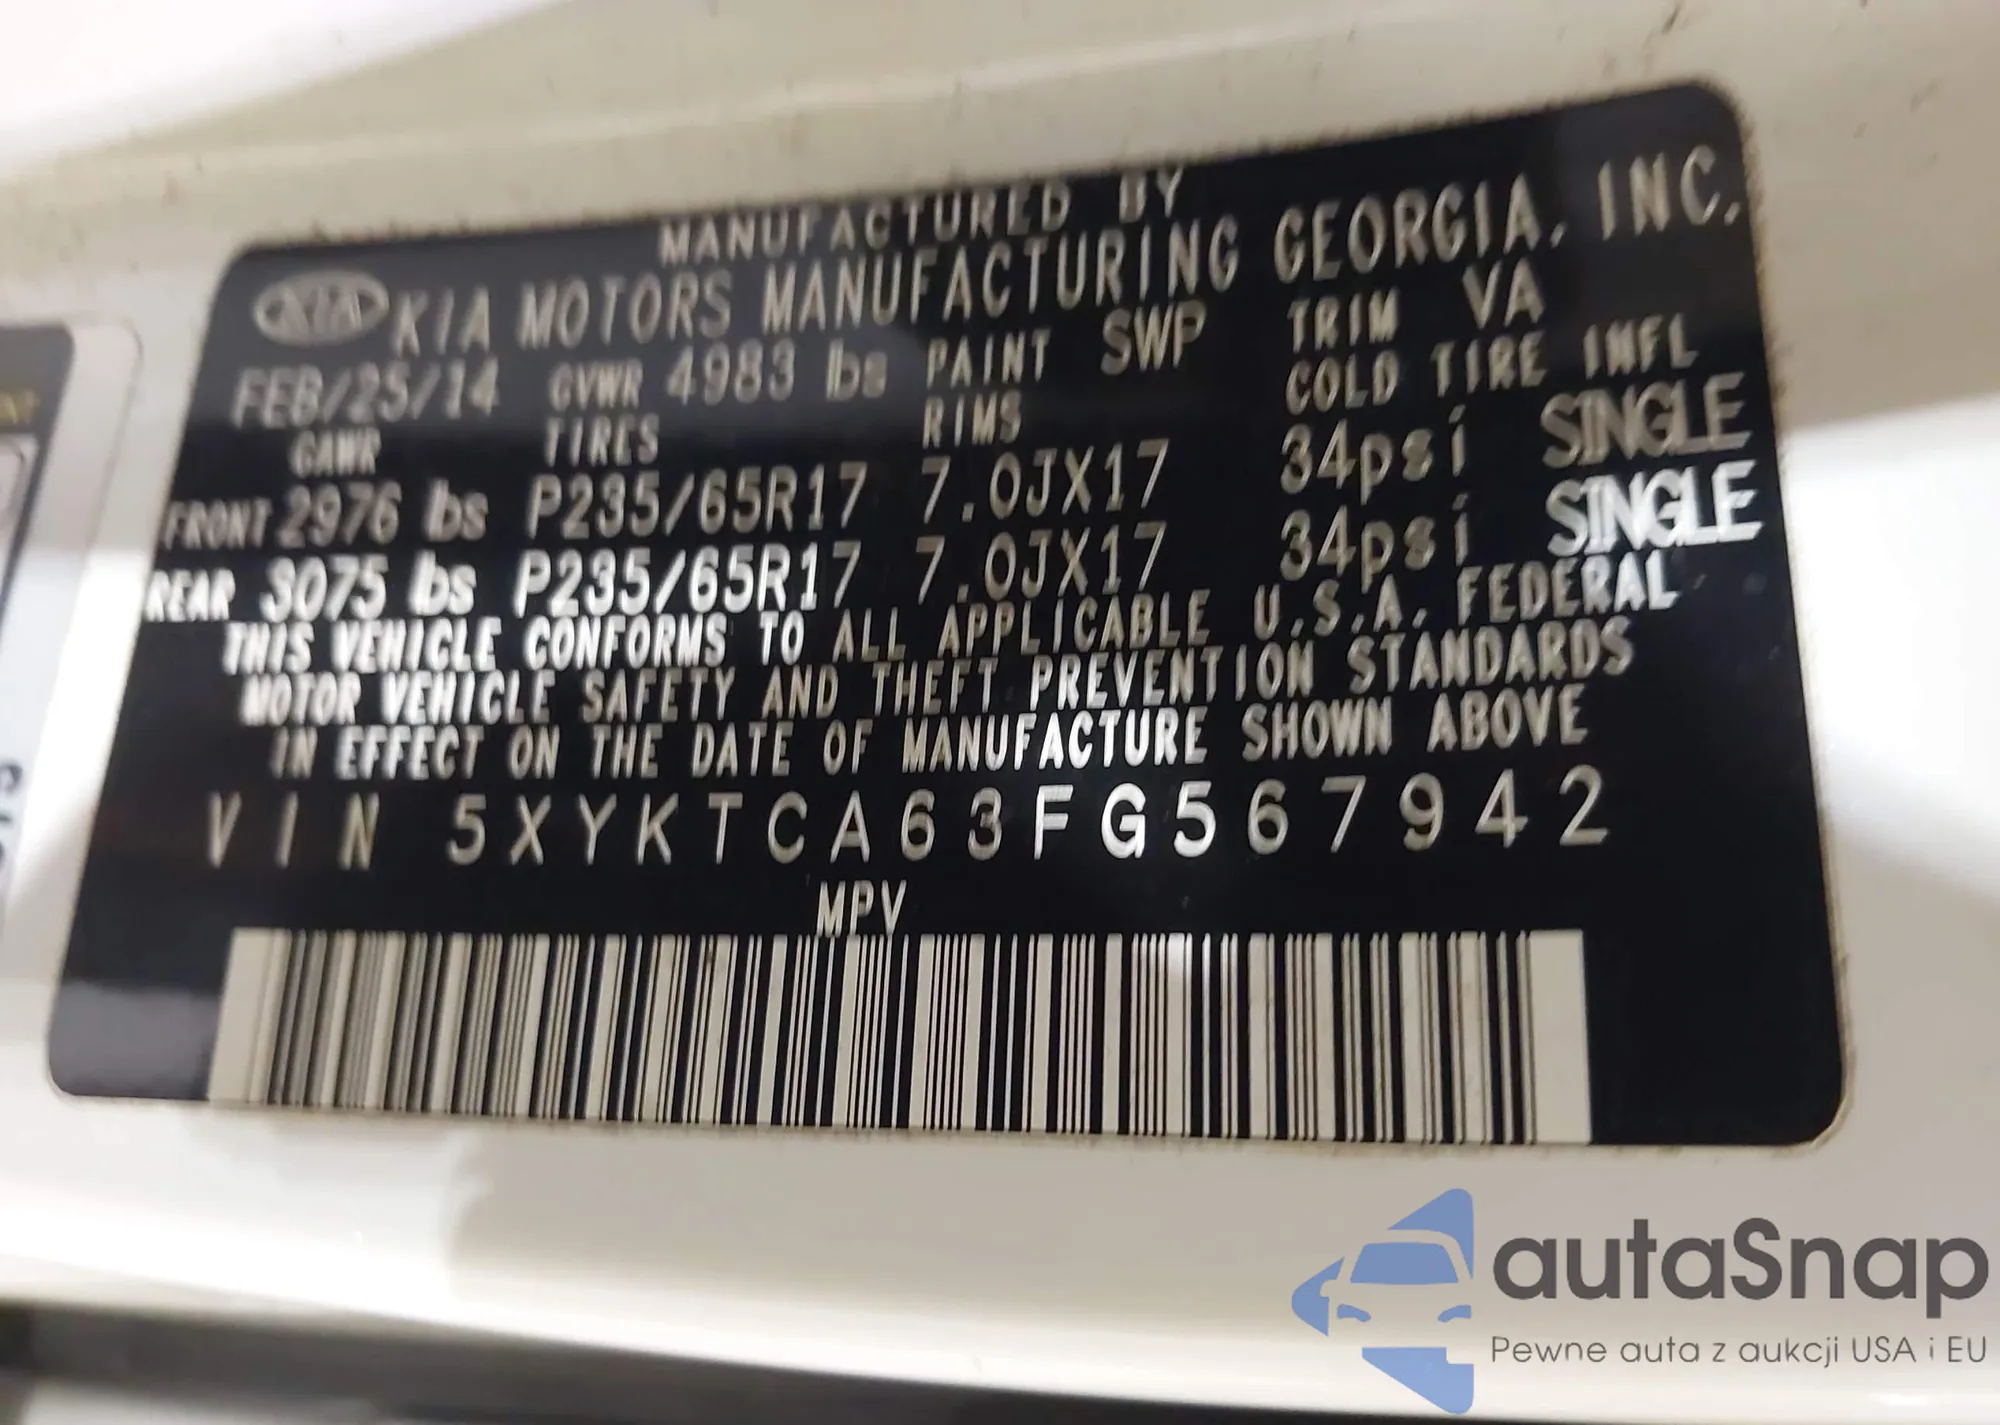 MANUFACTURED BY
KIA KIA MOTORS MANUFACTURING GEORGIA, INC.
FEB/25/14 GVWR 4983 lbs PAINT SWP TRIM VA
GAWR TIRES RIMS COLD TIRE INFL
FRONT 2976 lbs P235/65R17 7.0JX17 34psi SINGLE
REAR 3075 lbs P235/65R17 7.0JX17 34psi SINGLE
THIS VEHICLE CONFORMS TO ALL APPLICABLE U.S.A. FEDERAL
MOTOR VEHICLE SAFETY AND THEFT PREVENTION STANDARDS
IN EFFECT ON THE DATE OF MANUFACTURE SHOWN ABOVE
VIN 5XYKTCA63FG567942
MPV
autaSnap
Pewne auta z aukcji USA i EU